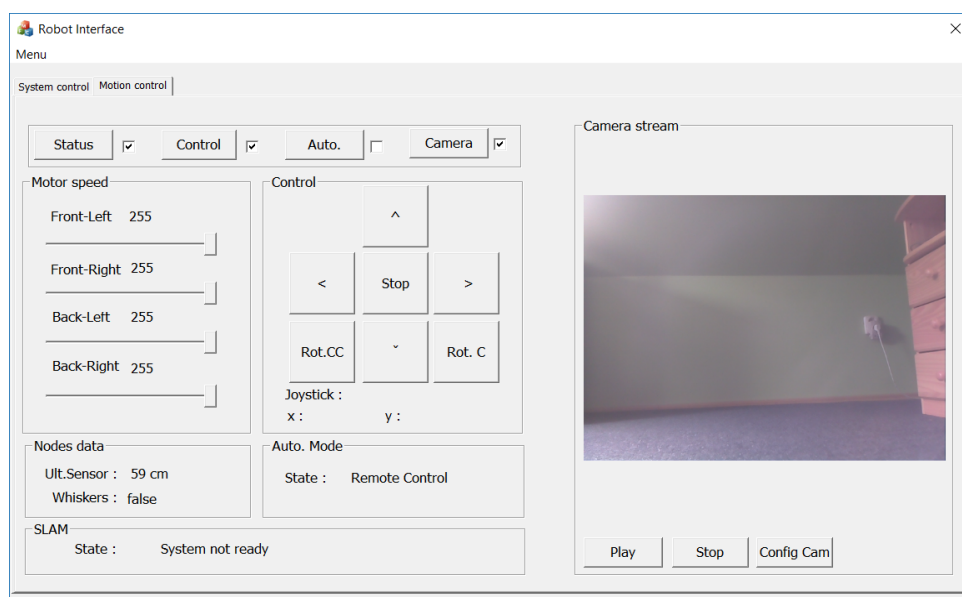 Robot Interface
Menu
System control Motion control
Status Control Auto. Camera
Motor speed
Front-Left 255
Front-Right 255
Back-Left 255
Back-Right 255
Control
^
< Stop >
Rot.CC ˇ Rot. C
Joystick :
x : y :
Nodes data
Ult.Sensor : 59 cm
Whiskers : false
Auto. Mode
State : Remote Control
SLAM
State : System not ready
Camera stream
Play Stop Config Cam